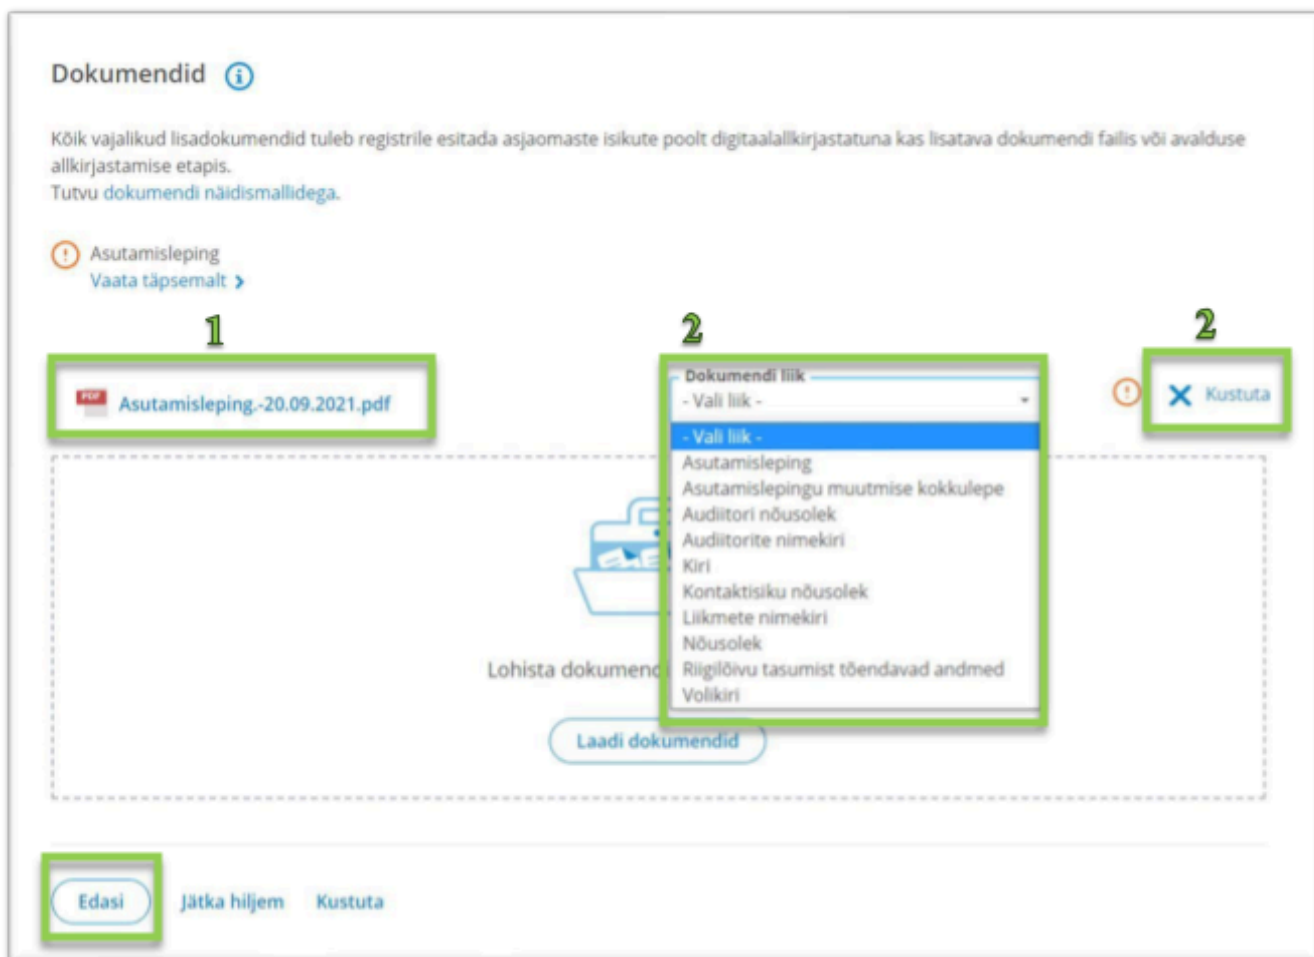 Dokumendid
Kõik vajalikud lisadokumendid tuleb registrile esitada asjaomaste isikute poolt digitaalallkirjastatuna kas lisatava dokumendi failis või avalduse
allkirjastamise etapis.
Tutvu dokumendi näidismallidega.
Asutamisleping
Vaata täpsemalt >
1
2
2
PDF
Asutamisleping.-20.09.2021.pdf
Dokumendi liik
- Vali liik -
Kustuta
- Vali liik -
Asutamisleping
Asutamislepingu muutmise kokkulepe
Audiitori nõusolek
Audiitorite nimekiri
Kiri
Kontaktisiku nõusolek
Liikmete nimekiri
Nõusolek
Riigilõivu tasumist tõendavad andmed
Volikiri
Lohista
Laadi dokumendid
Edasi Jätka hiljem Kustuta